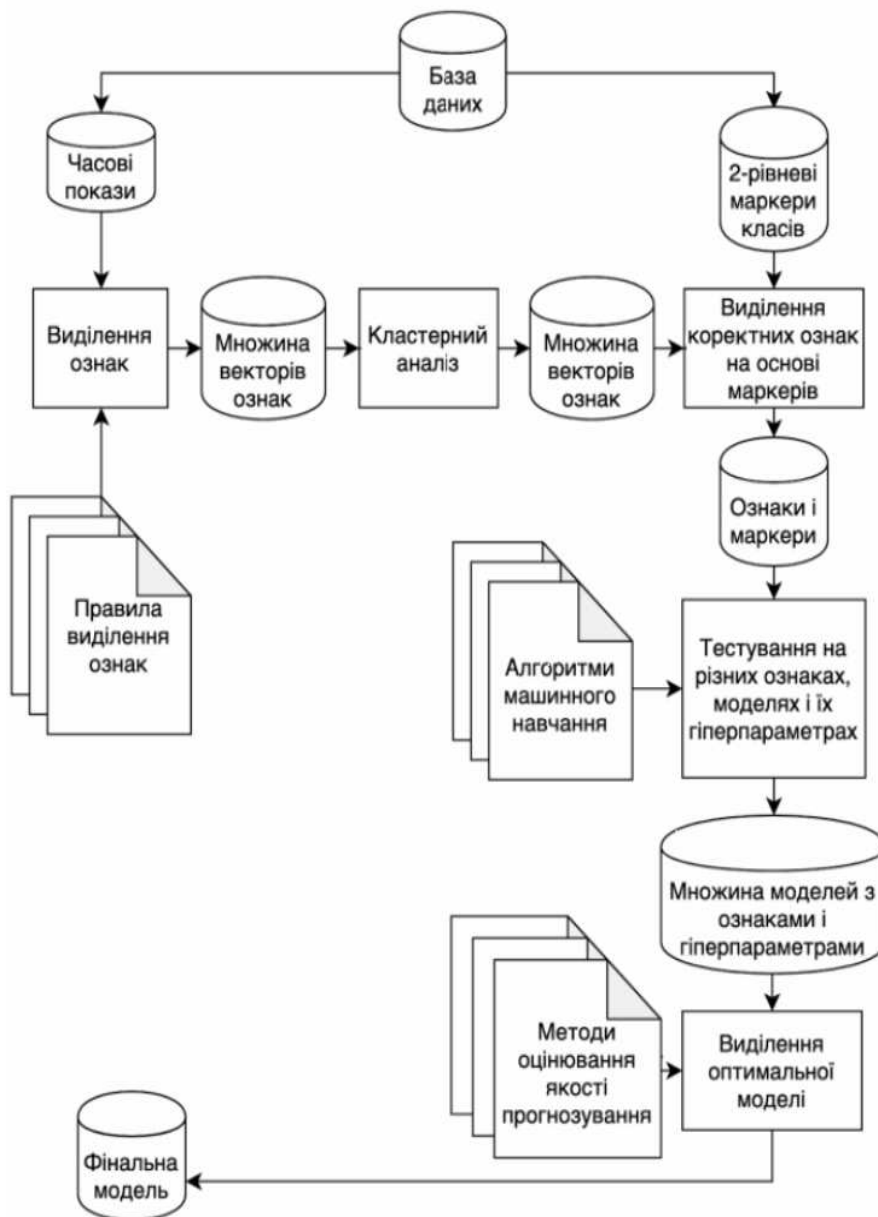 База
даних
Часові
покази
2-рівневі
маркери
класів
Виділення
ознак
Множина
векторів
ознак
Кластерний
аналіз
Множина
векторів
ознак
Виділення
коректних ознак
на основі
маркерів
Ознаки і
маркери
Правила
виділення
ознак
Алгоритми
машинного
навчання
Тестування на
різних ознаках,
моделях і їх
гіперпараметрах
Множина моделей з
ознаками і
гіперпараметрами
Методи
оцінювання
якості
прогнозування
Виділення
оптимальної
моделі
Фінальна
модель